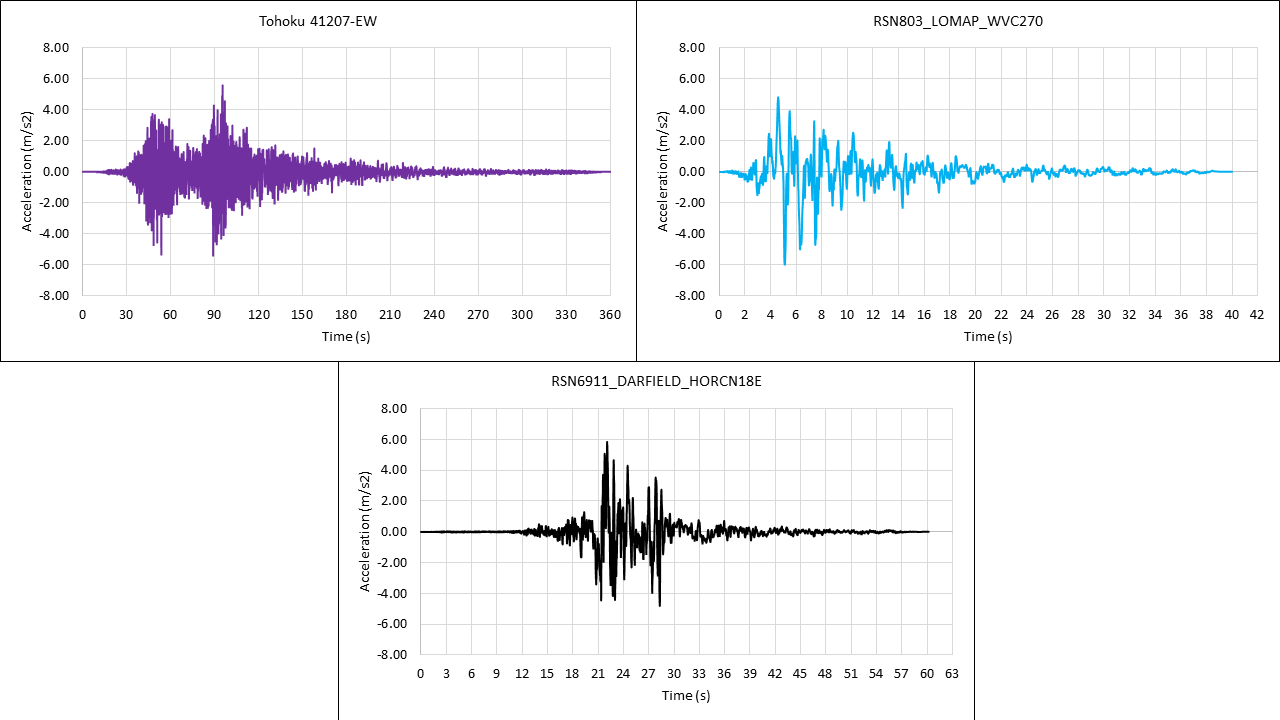 Tohoku 41207-EW
8.00
6.00
4.00
2.00
0.00
-2.00
-4.00
-6.00
-8.00
Acceleration (m/s2)
0 30 60 90 120 150 180 210 240 270 300 330 360
Time (s)
RSN803_LOMAP_WVC270
8.00
6.00
4.00
2.00
0.00
-2.00
-4.00
-6.00
-8.00
Acceleration (m/s2)
0 2 4 6 8 10 12 14 16 18 20 22 24 26 28 30 32 34 36 38 40 42
Time (s)
RSN6911_DARFIELD_HORCN18E
8.00
6.00
4.00
2.00
0.00
-2.00
-4.00
-6.00
-8.00
Acceleration (m/s2)
0 3 6 9 12 15 18 21 24 27 30 33 36 39 42 45 48 51 54 57 60 63
Time (s)